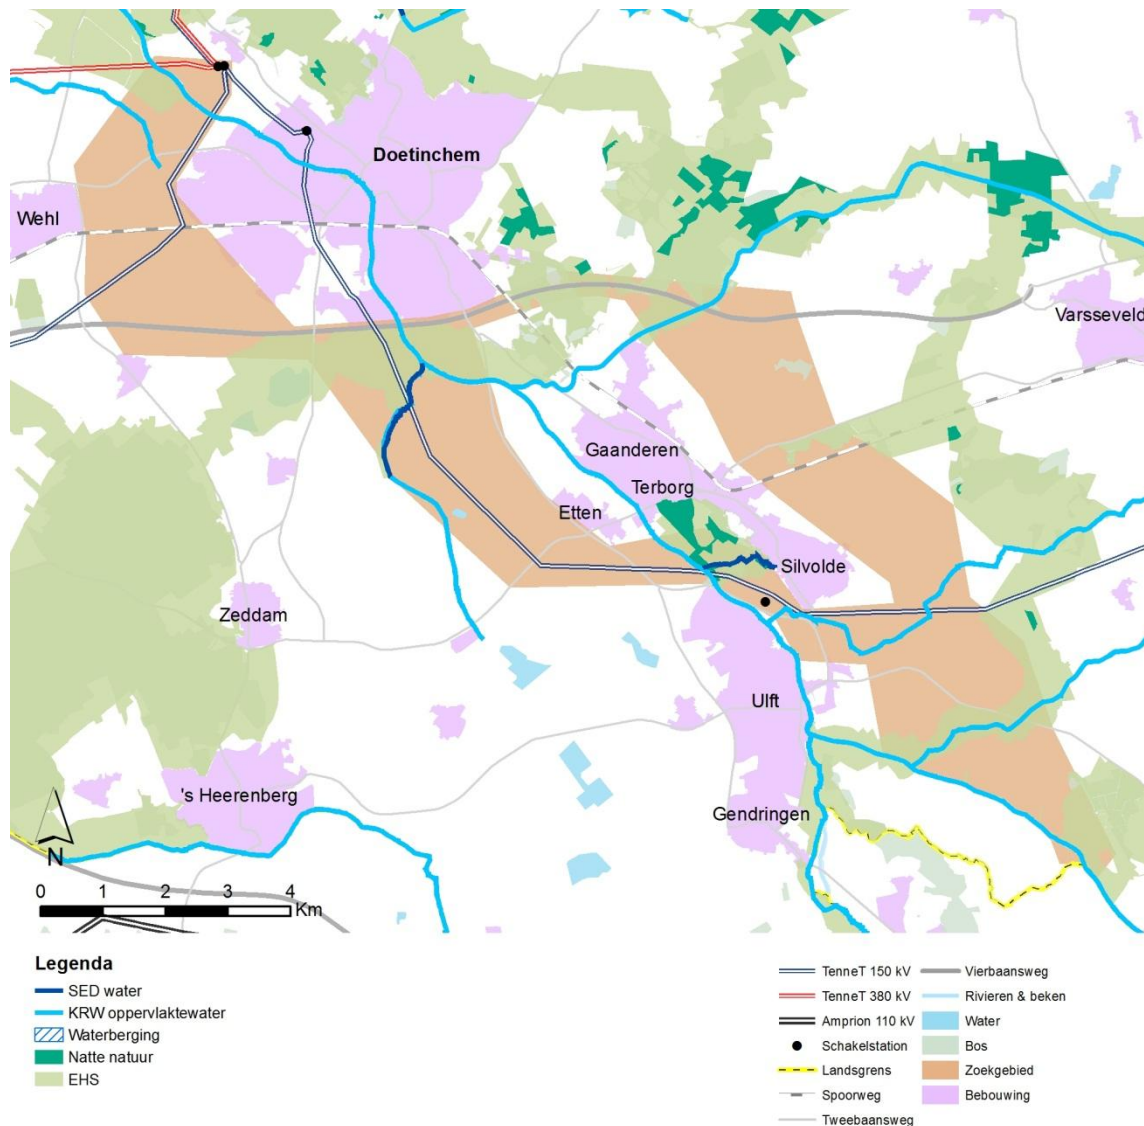 Doetinchem
Wehl
Varsseveld
Gaanderen
Terborg
Etten
Silvolde
Zeddam
Ulft
's Heerenberg
Gendringen
N
0 1 2 3 4
Km
Legenda
SED water
KRW oppervlaktewater
Waterberging
Natte natuur
EHS
TenneT 150 kV
TenneT 380 kV
Amprion 110 kV
Schakelstation
Landsgrens
Spoorweg
Tweebaansweg
Vierbaansweg
Rivieren & beken
Water
Bos
Zoekgebied
Bebouwing